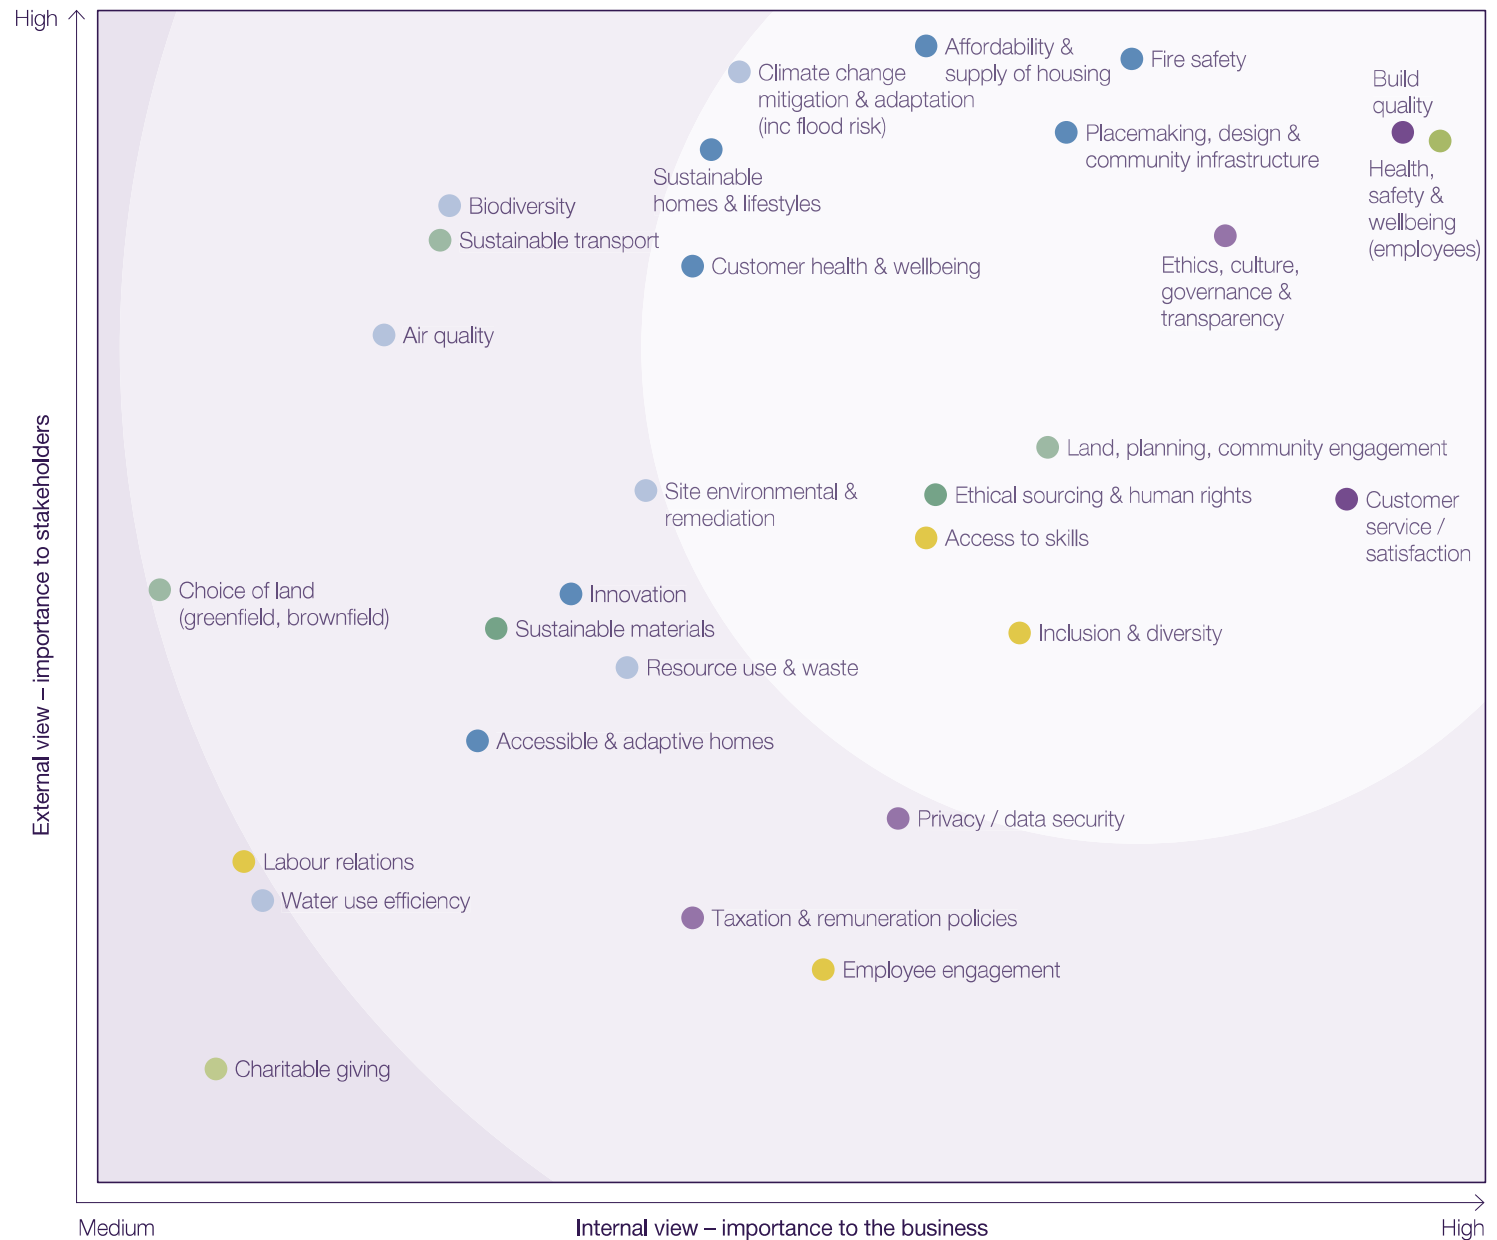 High
Affordability &
supply of housing
Fire safety
Climate change
mitigation & adaptation
(inc flood risk)
Build
quality
Placemaking, design &
community infrastructure
Sustainable
homes & lifestyles
Health,
safety &
wellbeing
(employees)
Biodiversity
Sustainable transport
Customer health & wellbeing
Ethics, culture,
governance &
transparency
Air quality
External view – importance to stakeholders
Land, planning, community engagement
Site environmental &
remediation
Ethical sourcing & human rights
Customer
service /
satisfaction
Access to skills
Choice of land
(greenfield, brownfield)
Innovation
Sustainable materials
Inclusion & diversity
Resource use & waste
Accessible & adaptive homes
Privacy / data security
Labour relations
Water use efficiency
Taxation & remuneration policies
Employee engagement
Charitable giving
Medium
Internal view – importance to the business
High